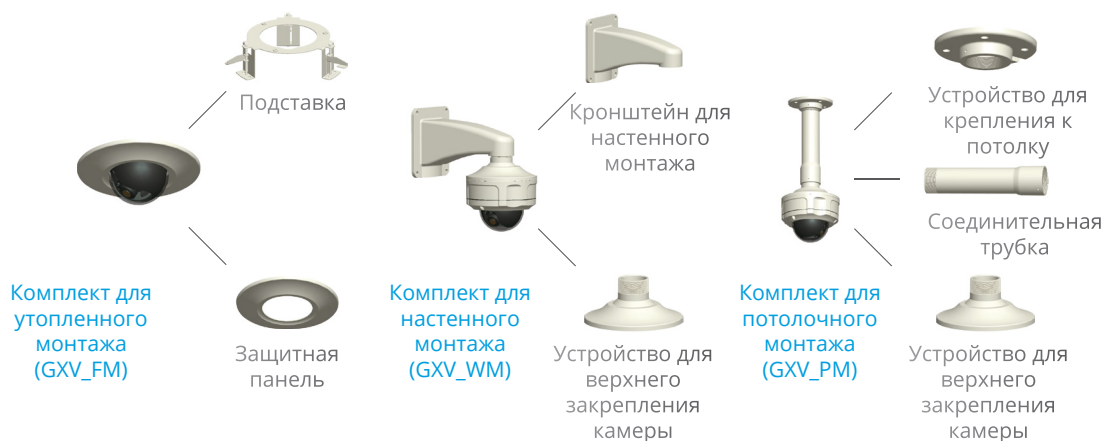 Подставка
Комплект для
утопленного
монтажа
(GXV_FM)
Защитная
панель
Кронштейн для
настенного
монтажа
Комплект для
настенного
монтажа
(GXV_WM)
Устройство для
верхнего
закрепления
камеры
Устройство для
крепления к
потолку
Соединительная
трубка
Комплект для
потолочного
монтажа
(GXV_PM)
Устройство для
верхнего
закрепления
камеры